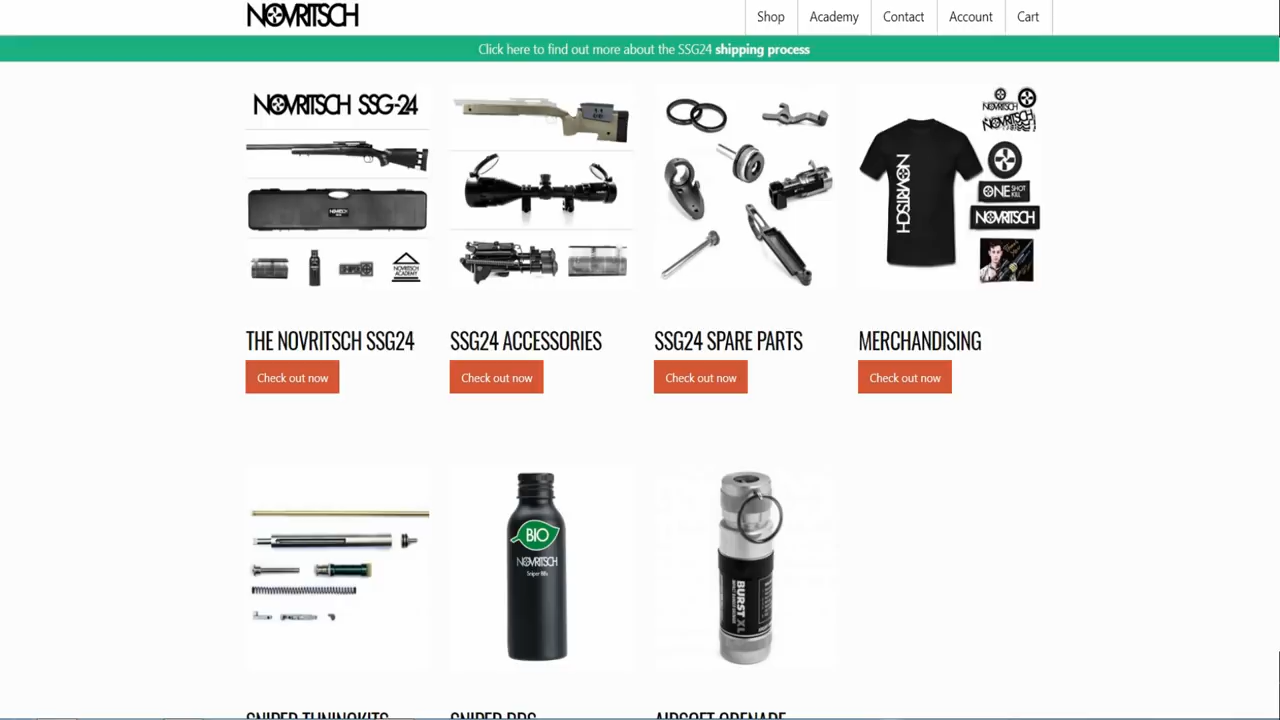 NOVRITSCH
Shop
Academy
Contact
Account
Cart
Click here to find out more about the SSG24 shipping process
NOVRITSCH SSG-24
NOVRITSCH
NOVRITSCH
ACADEMY
NOVRITSCH
NOVRITSCH
NOVRITSCH
ONE SHOT
KILL
NOVRITSCH
THE NOVRITSCH SSG24
SSG24 ACCESSORIES
SSG24 SPARE PARTS
MERCHANDISING
Check out now
Check out now
Check out now
Check out now
BIO
NOVRITSCH
Sniper BBs
BURST XL
SNIPER TUNINGKITS
SNIPER BBS
AIRSOFT GRENADE